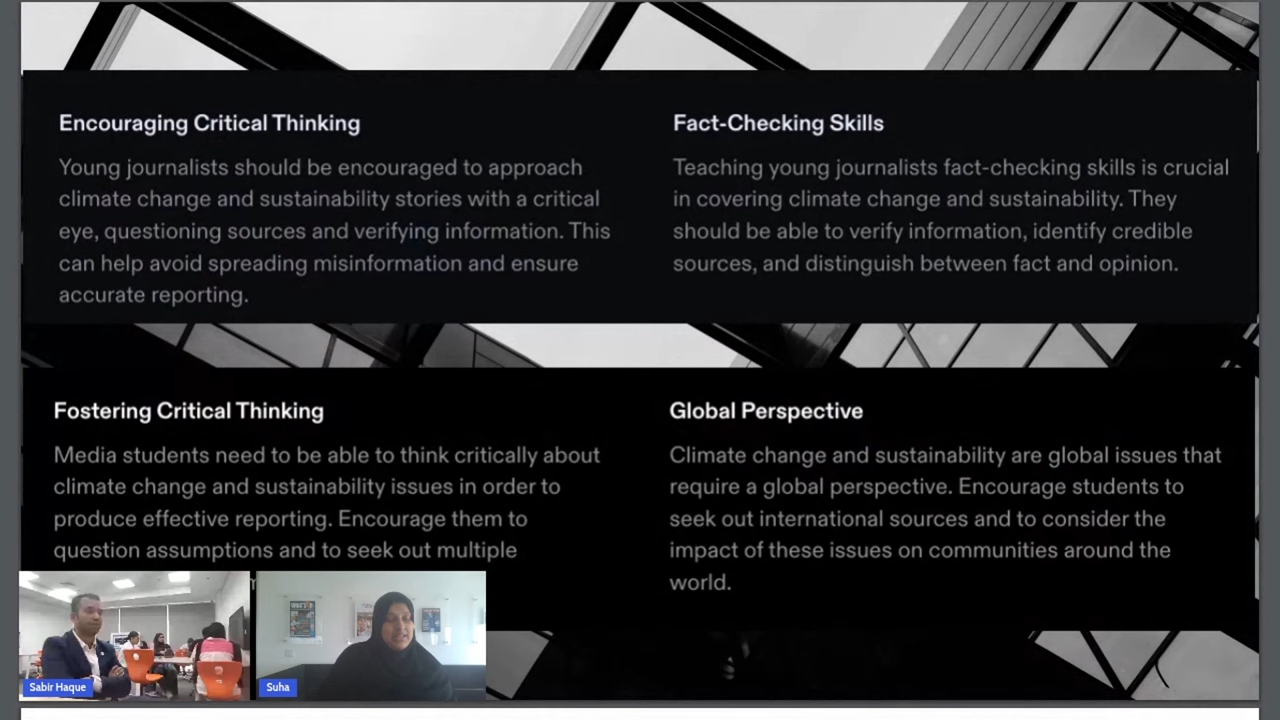 Encouraging Critical Thinking
Young journalists should be encouraged to approach
climate change and sustainability stories with a critical
eye, questioning sources and verifying information. This
can help avoid spreading misinformation and ensure
accurate reporting.
Fact-Checking Skills
Teaching young journalists fact-checking skills is crucial
in covering climate change and sustainability. They
should be able to verify information, identify credible
sources, and distinguish between fact and opinion.
Fostering Critical Thinking
Media students need to be able to think critically about
climate change and sustainability issues in order to
produce effective reporting. Encourage them to
question assumptions and to seek out multiple
Global Perspective
Climate change and sustainability are global issues that
require a global perspective. Encourage students to
seek out international sources and to consider the
impact of these issues on communities around the
world.
Sabir Haque
Suha